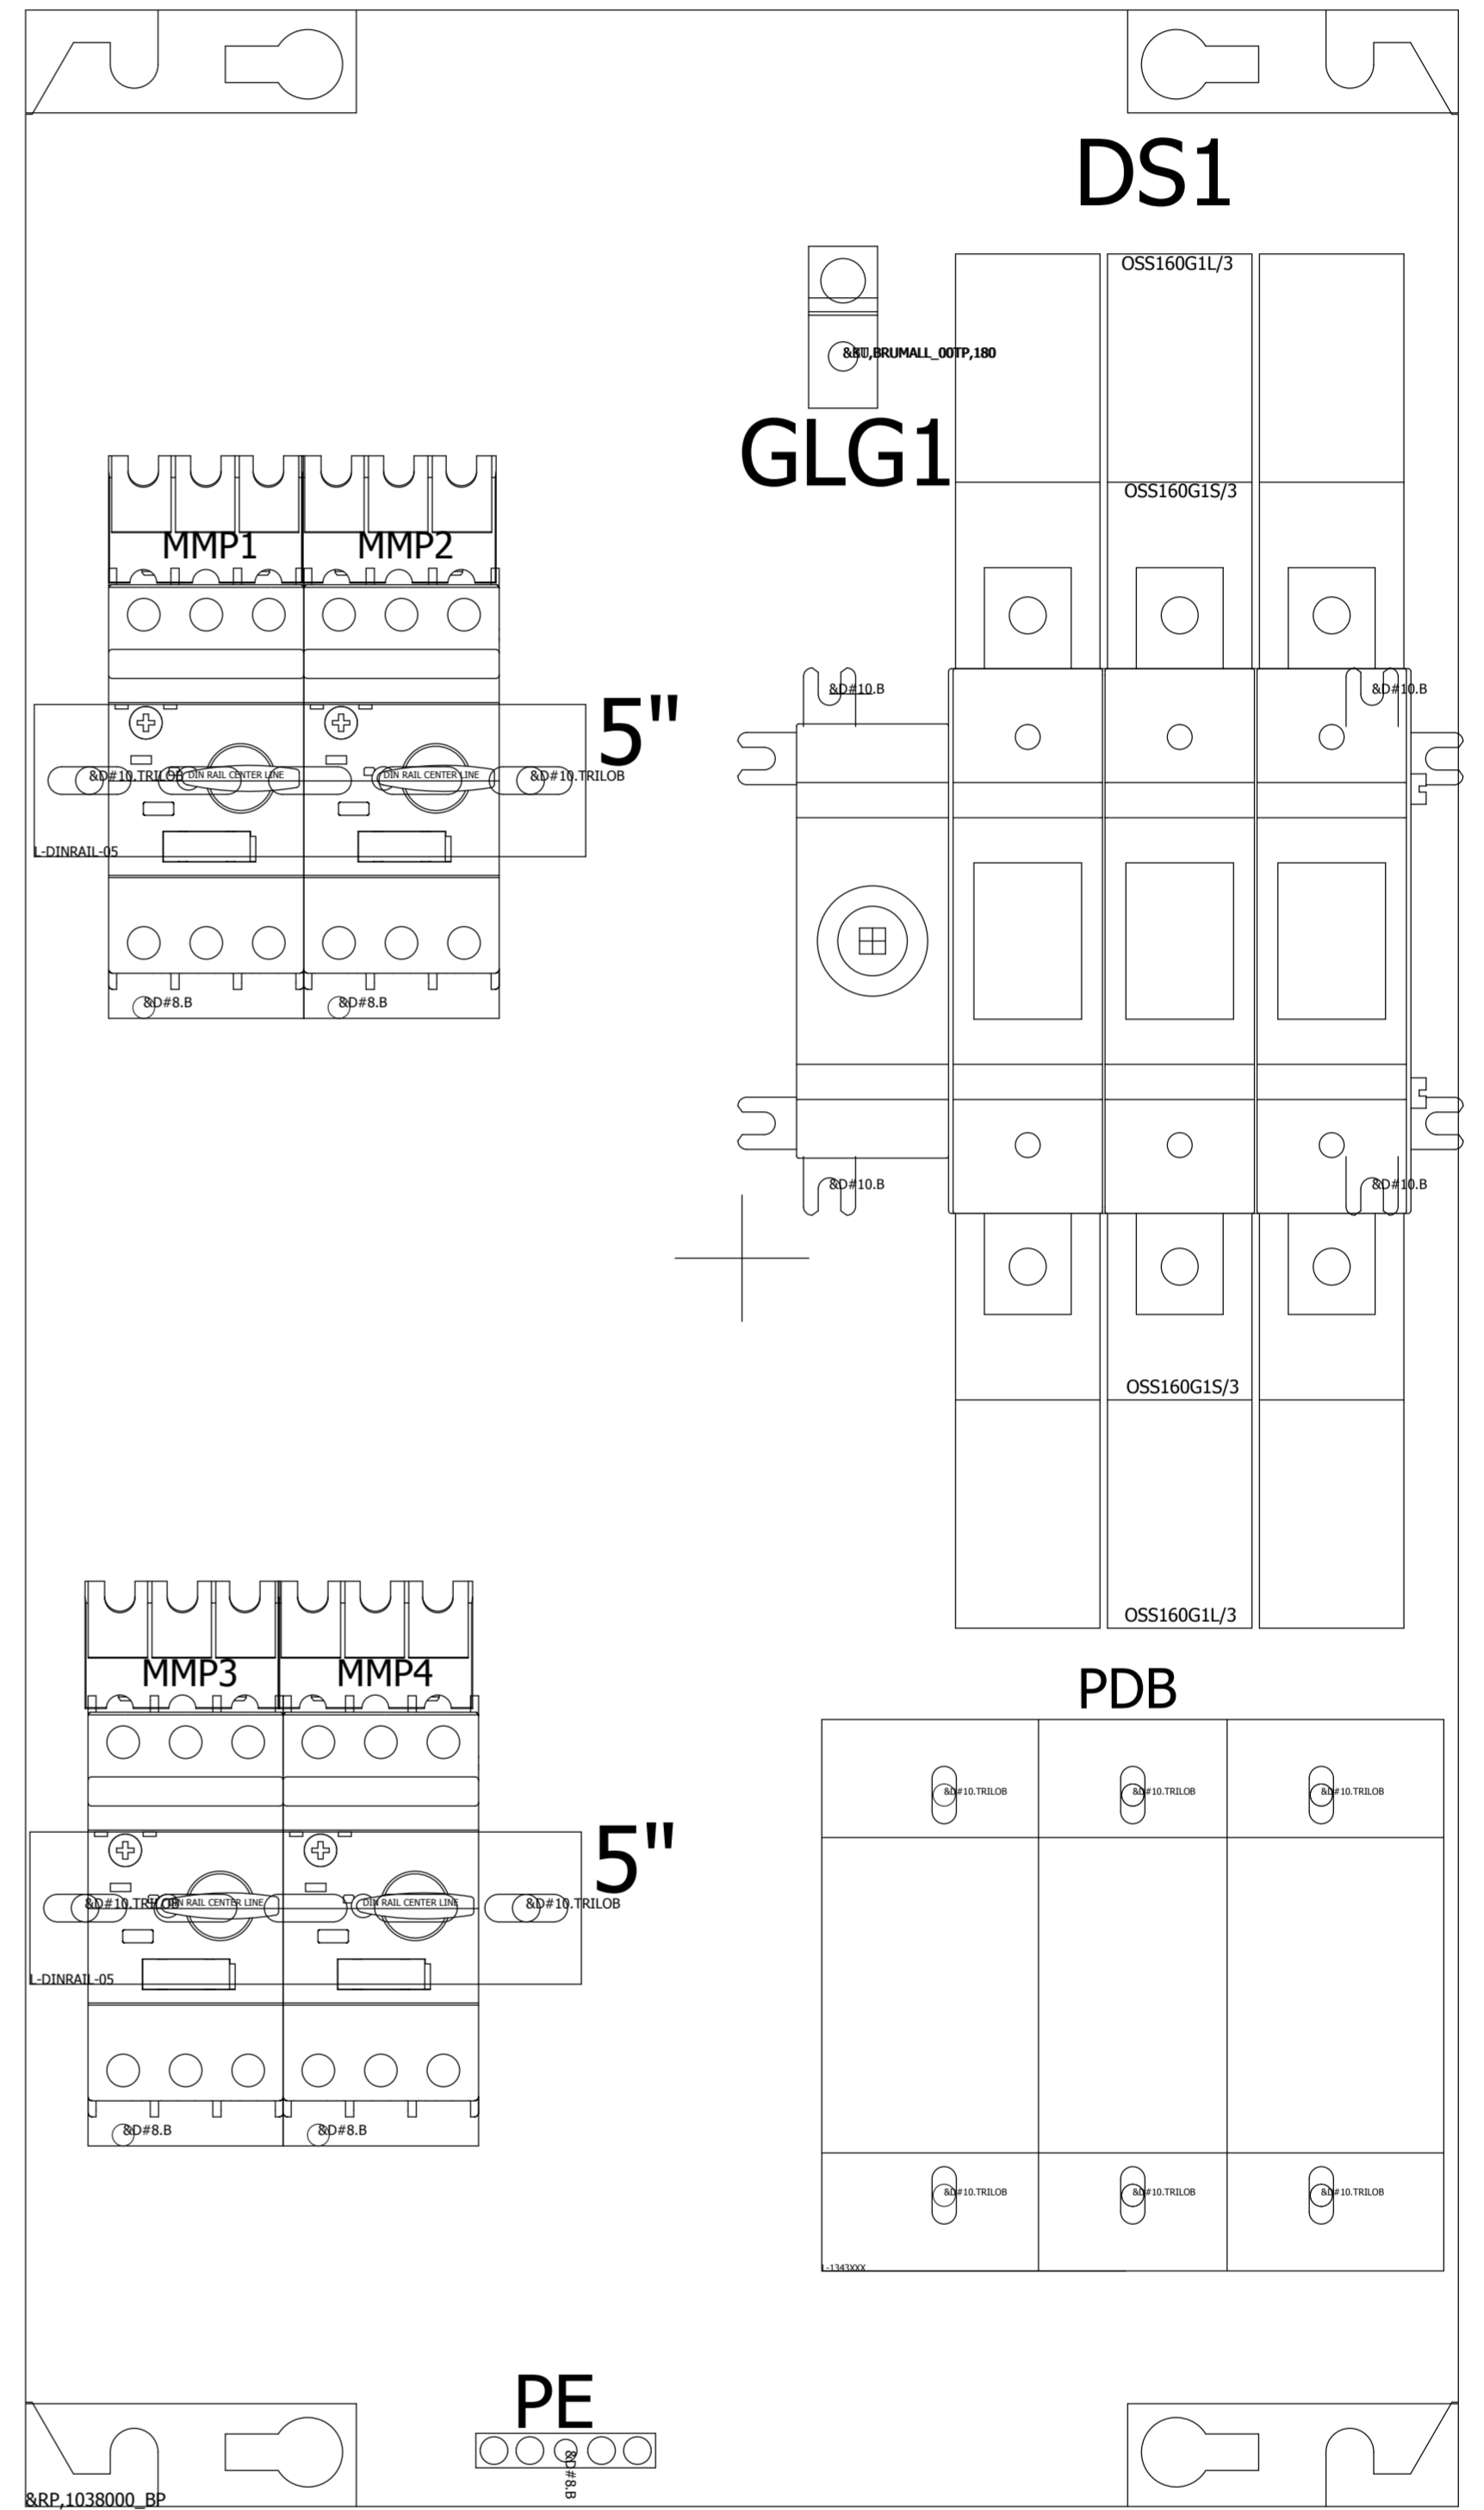 DS1
OSS160G1L/3
&BU,BRUMALL_00TP,180
GLG1
OSS160G1S/3
MMP1
MMP2
&D#10.B
&D#10.B
5"
&D#10.TRILOB
DIN RAIL CENTER LINE
DIN RAIL CENTER LINE
&D#10.TRILOB
L-DINRAIL-05
&D#8.B
&D#8.B
&D#10.B
&D#10.B
OSS160G1S/3
OSS160G1L/3
MMP3
MMP4
PDB
&D#10.TRILOB
&D#10.TRILOB
&D#10.TRILOB
5"
&D#10.TRILOB
DIN RAIL CENTER LINE
DIN RAIL CENTER LINE
&D#10.TRILOB
L-DINRAIL-05
&D#8.B
&D#8.B
&D#10.TRILOB
&D#10.TRILOB
&D#10.TRILOB
L-1343XXX
PE
&D#8.B
&RP,1038000_BP